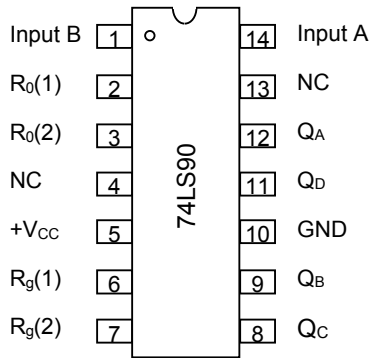 Input B 1 14 Input A
R0(1) 2 13 NC
R0(2) 3 12 QA
NC 4 11 QD
+VCC 5 10 GND
Rg(1) 6 9 QB
Rg(2) 7 8 QC
74LS90